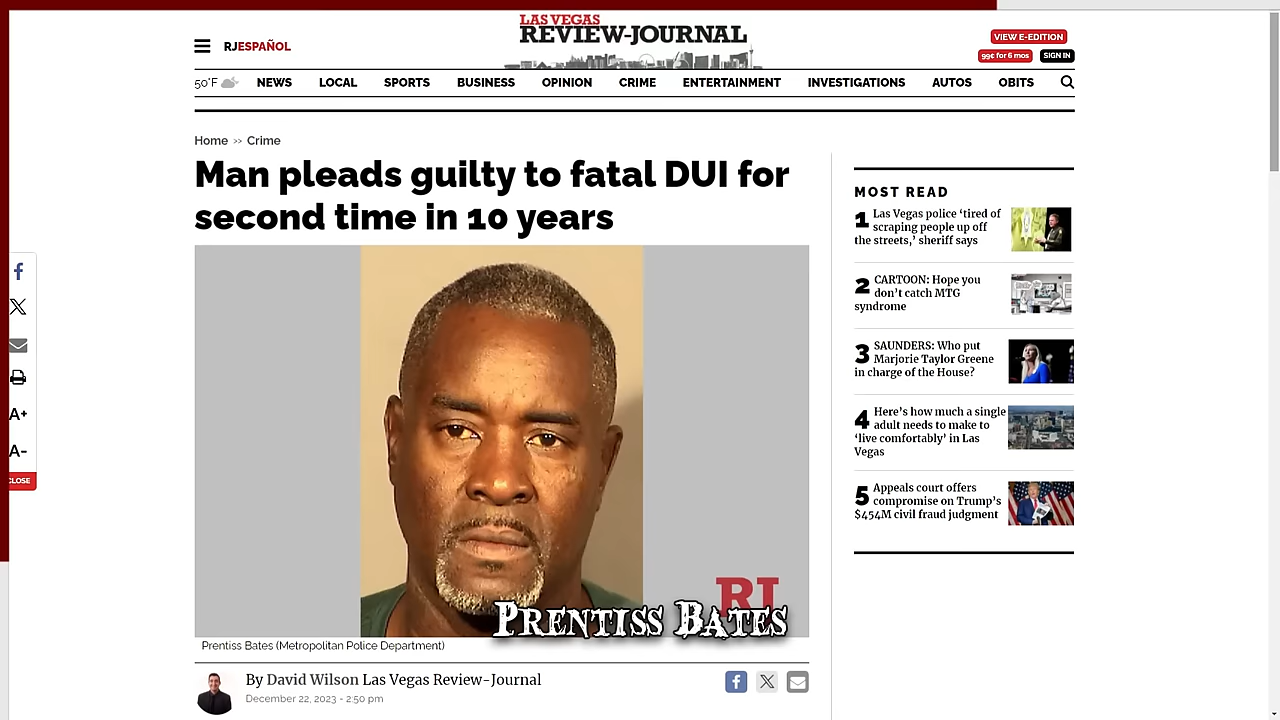 LAS VEGAS
REVIEW-JOURNAL
RJESPAÑOL
VIEW E-EDITION
99¢ for 6 mos
SIGN IN
50°F
NEWS
LOCAL
SPORTS
BUSINESS
OPINION
CRIME
ENTERTAINMENT
INVESTIGATIONS
AUTOS
OBITS
Home >> Crime
Man pleads guilty to fatal DUI for
second time in 10 years
A+
A-
CLOSE
RJ
PRENTISS BATES
Prentiss Bates (Metropolitan Police Department)
By David Wilson Las Vegas Review-Journal
December 22, 2023 - 2:50 pm
MOST READ
1 Las Vegas police ‘tired of
scraping people up off
the streets,’ sheriff says
2 CARTOON: Hope you
don’t catch MTG
syndrome
3 SAUNDERS: Who put
Marjorie Taylor Greene
in charge of the House?
4 Here’s how much a single
adult needs to make to
‘live comfortably’ in Las
Vegas
5 Appeals court offers
compromise on Trump’s
$454M civil fraud judgment